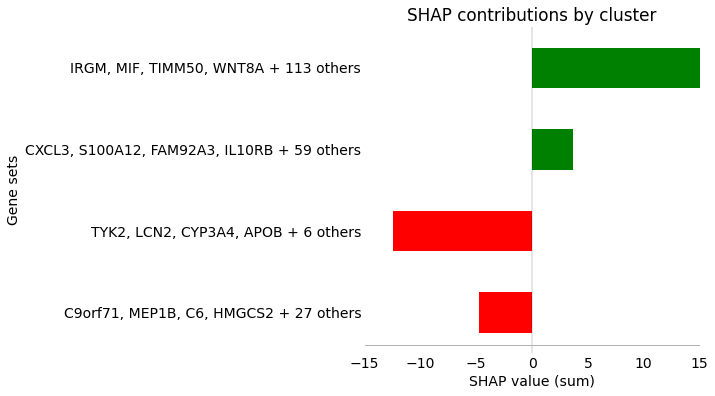 SHAP contributions by cluster
IRGM, MIF, TIMM50, WNT8A + 113 others
CXCL3, S100A12, FAM92A3, IL10RB + 59 others
Gene sets
TYK2, LCN2, CYP3A4, APOB + 6 others
C9orf71, MEP1B, C6, HMGCS2 + 27 others
−15 −10 −5 0 5 10 15
SHAP value (sum)